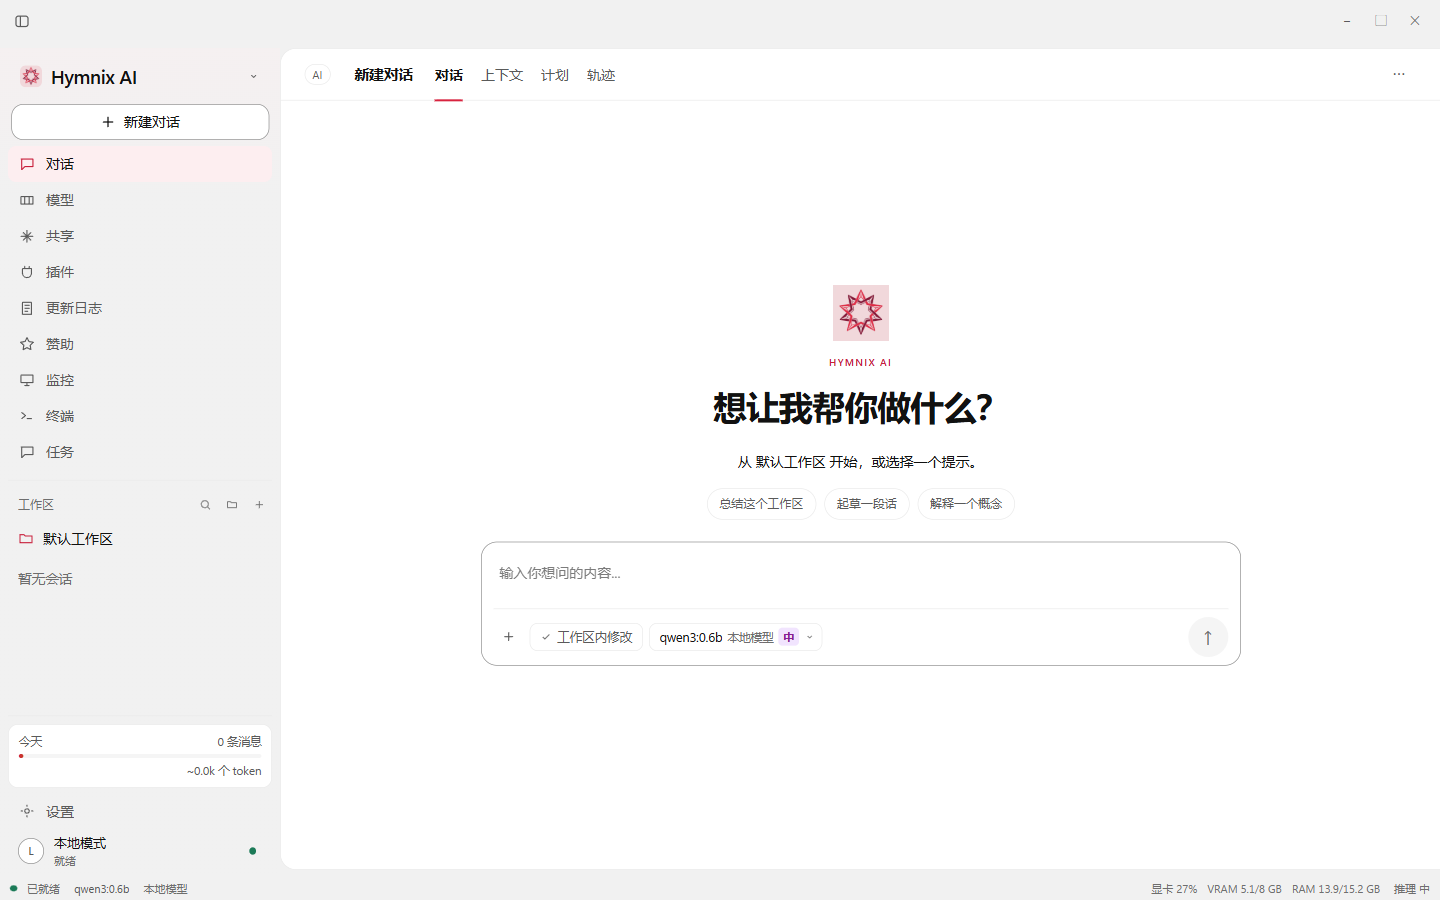 Hymnix AI
新建对话
对话
模型
共享
插件
更新日志
赞助
监控
终端
任务
工作区
默认工作区
暂无会话
今天 0 条消息
~0.0k 个 token
设置
L 本地模式
就绪
AI 新建对话 对话 上下文 计划 轨迹 ...
HYMNIX AI
想让我帮你做什么?
从 默认工作区 开始，或选择一个提示。
总结这个工作区 起草一段话 解释一个概念
输入你想问的内容...
工作区内修改 qwen3:0.6b 本地模型 中
已就绪 qwen3:0.6b 本地模型 显卡 27% VRAM 5.1/8 GB RAM 13.9/15.2 GB 推理 中